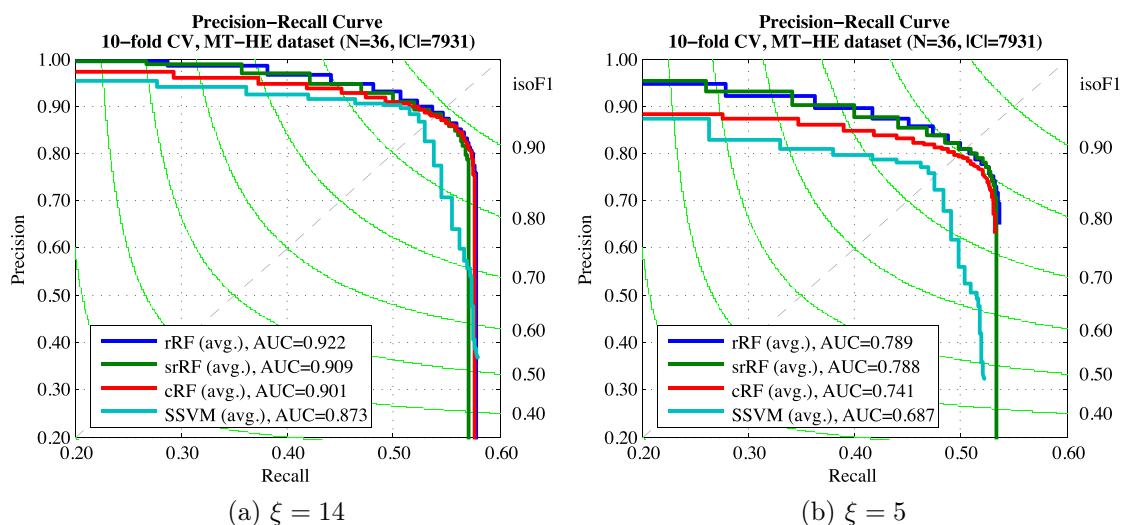 Precision−Recall Curve
10−fold CV, MT−HE dataset (N=36, |C|=7931)
1.00
0.90
0.80
0.70
0.60
0.50
0.40
0.30
0.20
Precision
isoF1
0.90
0.80
0.70
0.60
0.50
0.40
rRF (avg.), AUC=0.922
srRF (avg.), AUC=0.909
cRF (avg.), AUC=0.901
SSVM (avg.), AUC=0.873
0.20
0.30
0.40
0.50
0.60
Recall
(a) ξ = 14
Precision−Recall Curve
10−fold CV, MT−HE dataset (N=36, |C|=7931)
1.00
0.90
0.80
0.70
0.60
0.50
0.40
0.30
0.20
Precision
isoF1
0.90
0.80
0.70
0.60
0.50
0.40
rRF (avg.), AUC=0.789
srRF (avg.), AUC=0.788
cRF (avg.), AUC=0.741
SSVM (avg.), AUC=0.687
0.20
0.30
0.40
0.50
0.60
Recall
(b) ξ = 5